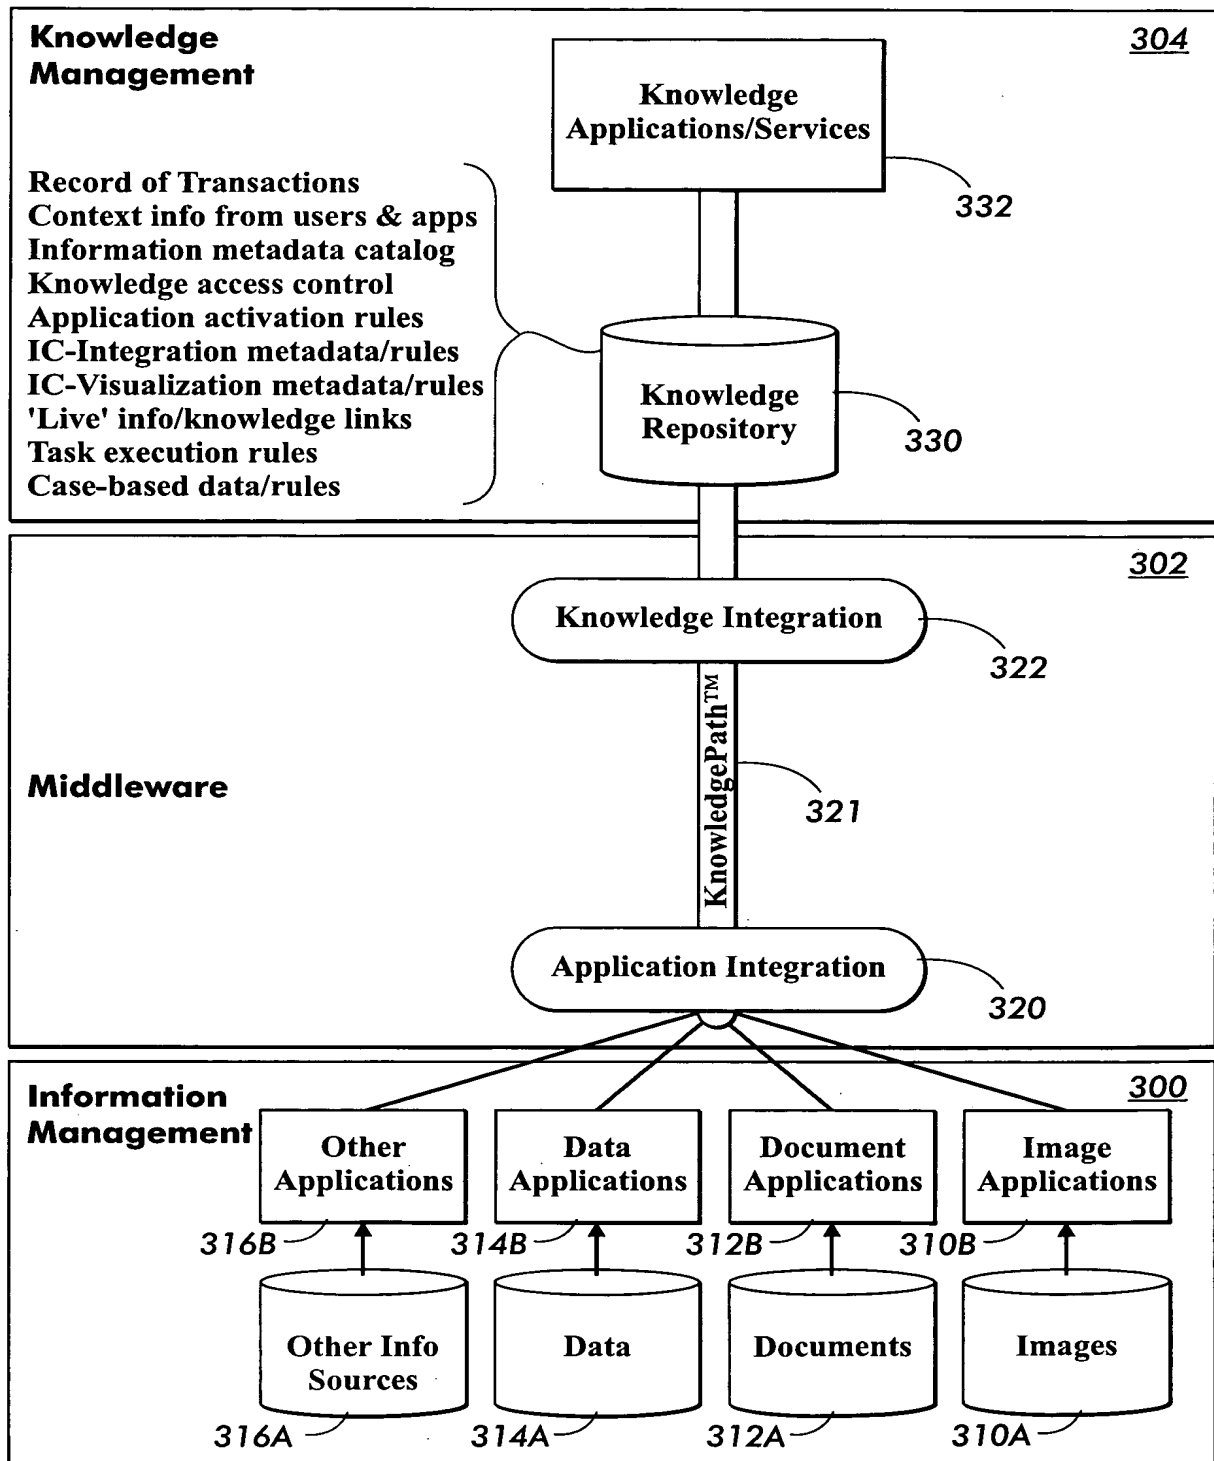 Knowledge
Management
304
Knowledge
Applications/Services
332
Record of Transactions
Context info from users & apps
Information metadata catalog
Knowledge access control
Application activation rules
IC-Integration metadata/rules
IC-Visualization metadata/rules
'Live' info/knowledge links
Task execution rules
Case-based data/rules
Knowledge
Repository
330
302
Knowledge Integration
322
KnowledgePath™
Middleware
321
Application Integration
320
Information
Management
300
Other
Applications
Data
Applications
Document
Applications
Image
Applications
316B
314B
312B
310B
Other Info
Sources
Data
Documents
Images
316A
314A
312A
310A